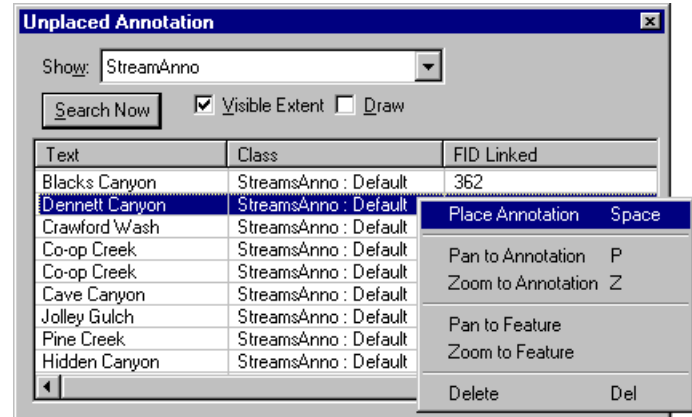 Unplaced Annotation
Show: StreamAnno
Search Now Visible Extent Draw
Text Class FID Linked
Blacks Canyon StreamsAnno : Default 362
Dennett Canyon StreamsAnno : Default
Crawford Wash StreamsAnno : Default
Co-op Creek StreamsAnno : Default
Co-op Creek StreamsAnno : Default
Cave Canyon StreamsAnno : Default
Jolley Gulch StreamsAnno : Default
Pine Creek StreamsAnno : Default
Hidden Canyon StreamsAnno : Default
Place Annotation Space
Pan to Annotation P
Zoom to Annotation Z
Pan to Feature
Zoom to Feature
Delete Del